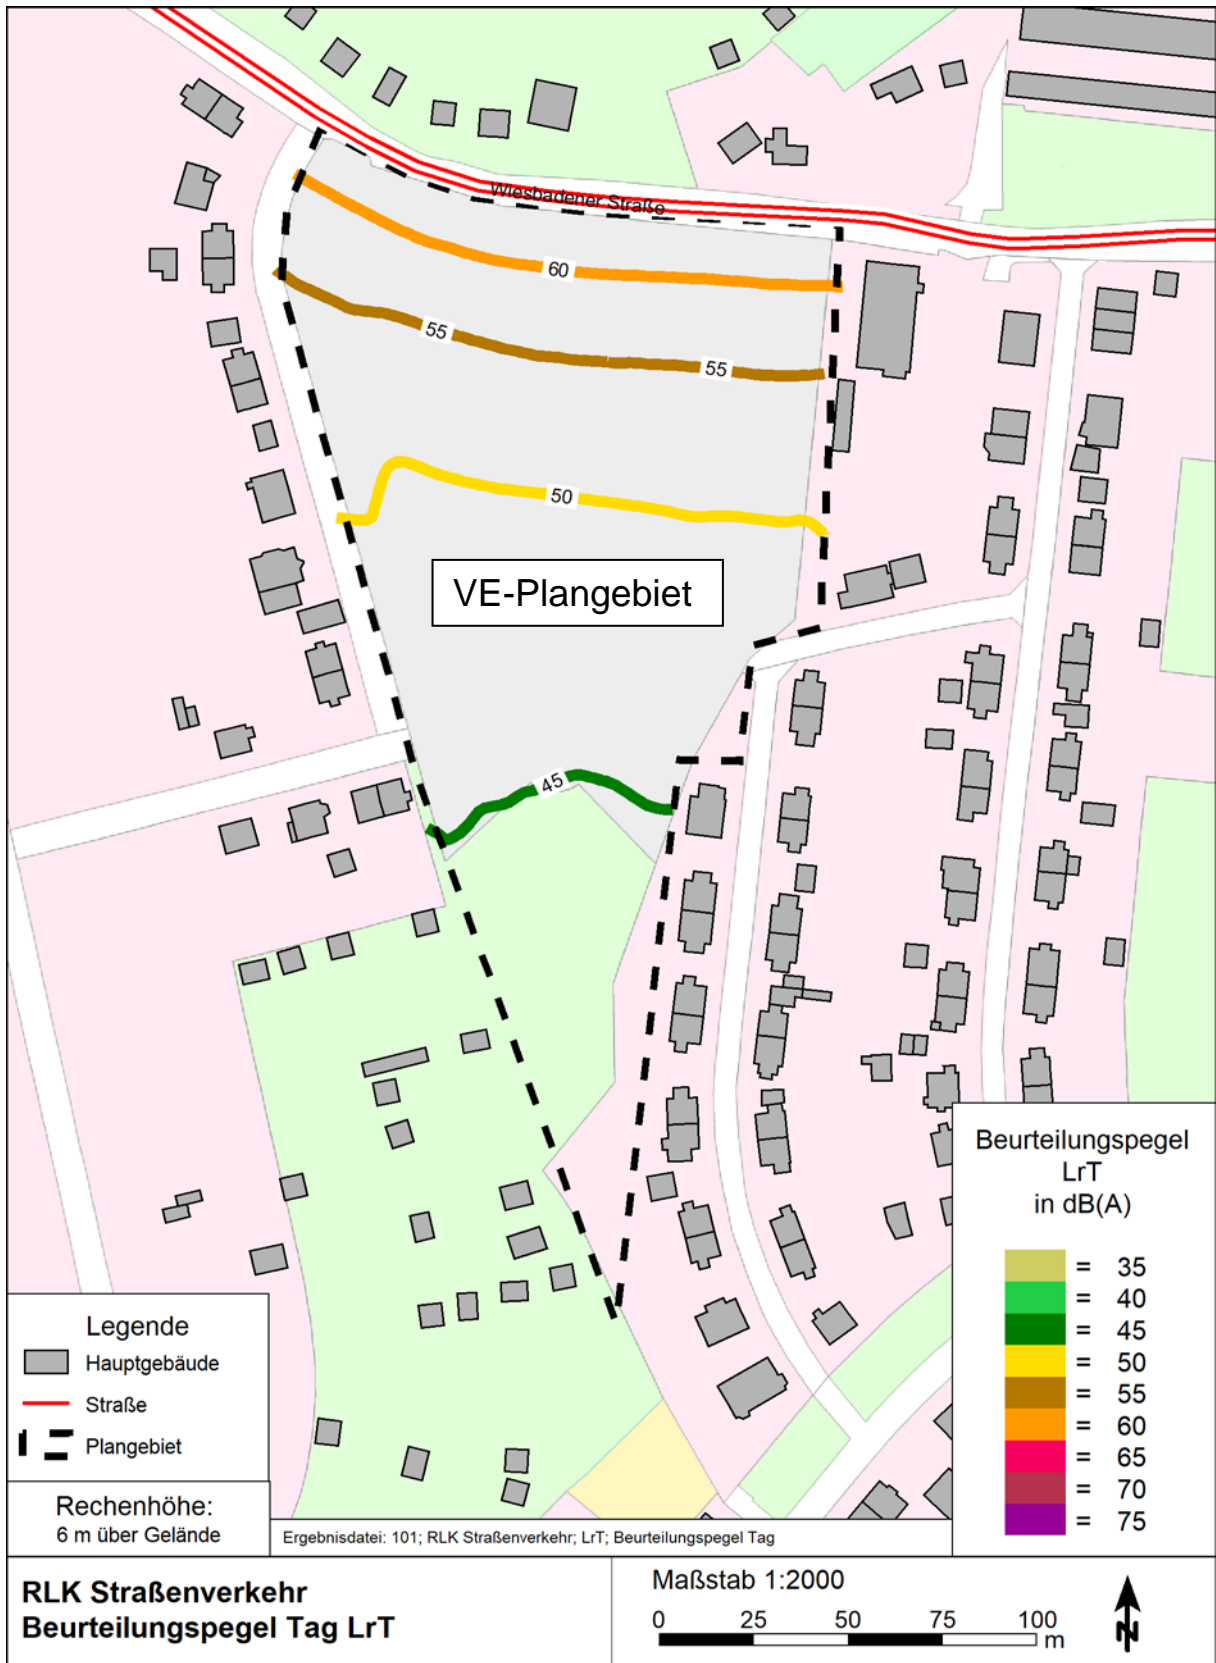 Wiesbadener Straße
60
55
55
50
VE-Plangebiet
45
Beurteilungspegel
LrT
in dB(A)
= 35
= 40
= 45
= 50
= 55
= 60
= 65
= 70
= 75
Legende
Hauptgebäude
Straße
Plangebiet
Rechenhöhe:
6 m über Gelände
Ergebnisdatei: 101; RLK Straßenverkehr; LrT; Beurteilungspegel Tag
RLK Straßenverkehr
Beurteilungspegel Tag LrT
Maßstab 1:2000
0 25 50 75 100
m
N